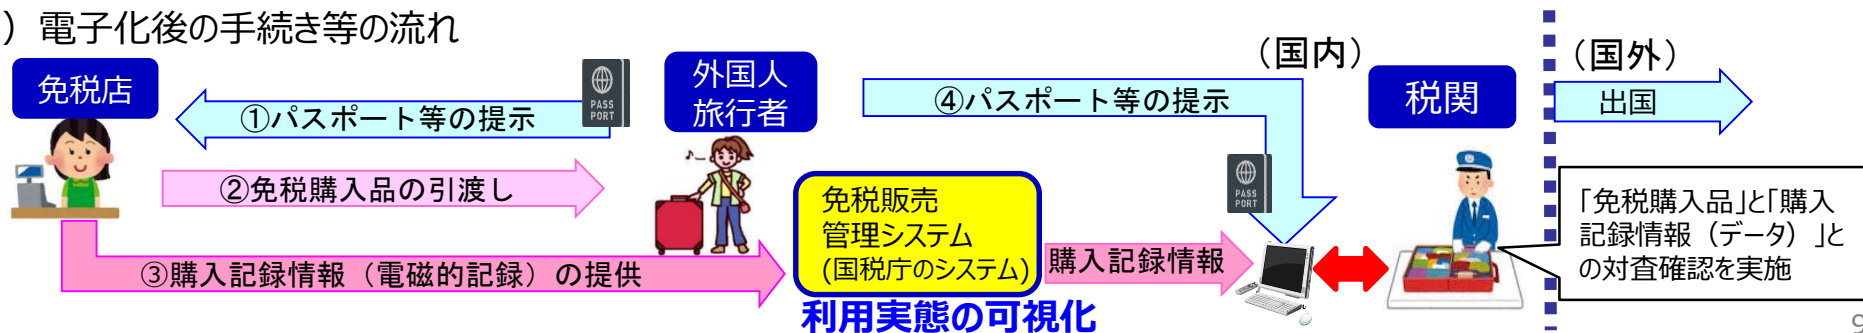 ）電子化後の手続き等の流れ
免税店
①パスポート等の提示
PASS
PORT
外国人
旅行者
④パスポート等の提示
（国内）
税関
（国外）
出国
②免税購入品の引渡し
PASS
PORT
免税販売
管理システム
(国税庁のシステム)
購入記録情報
「免税購入品」と「購入
記録情報（データ）」と
の対査確認を実施
③購入記録情報（電磁的記録）の提供
利用実態の可視化